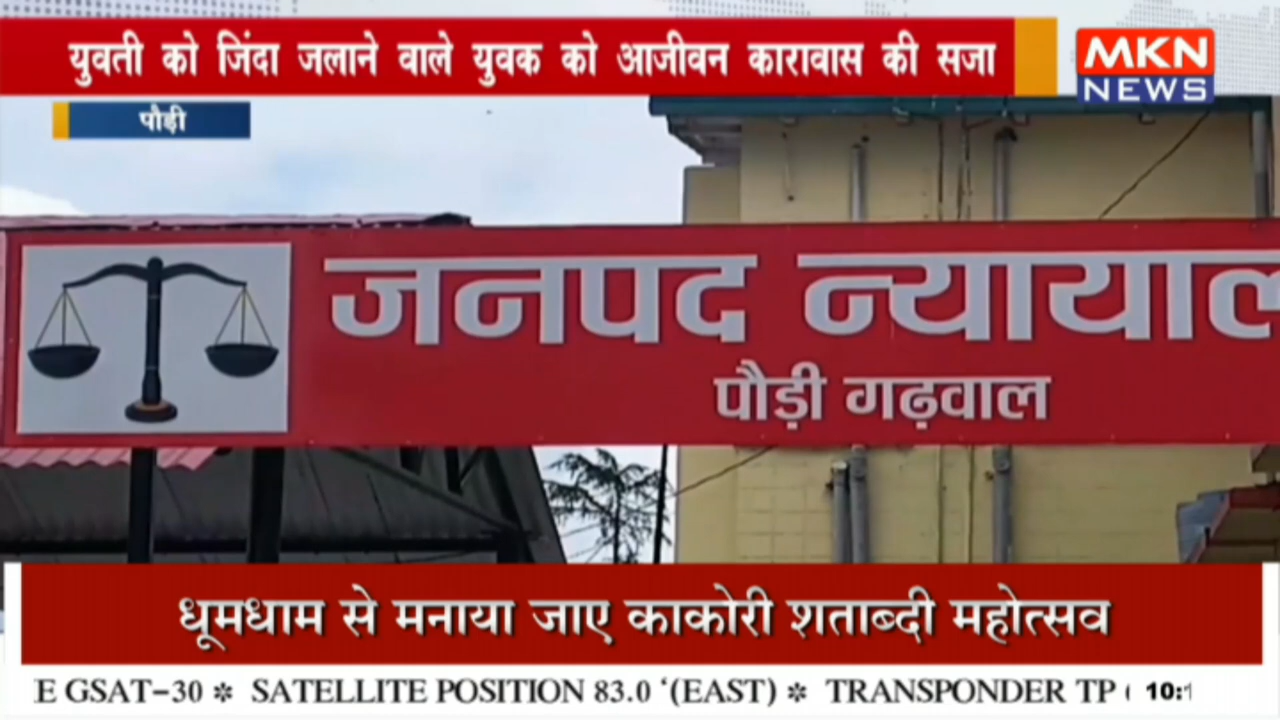 युवती को जिंदा जलाने वाले युवक को आजीवन कारावास की सजा
MKN
NEWS
पौड़ी
जनपद
पौड़ी गढ़वाल
धूमधाम से मनाया जाए काकोरी शताब्दी महोत्सव
E GSAT-30 * SATELLITE POSITION 83.0 '(EAST) * TRANSPONDER TP